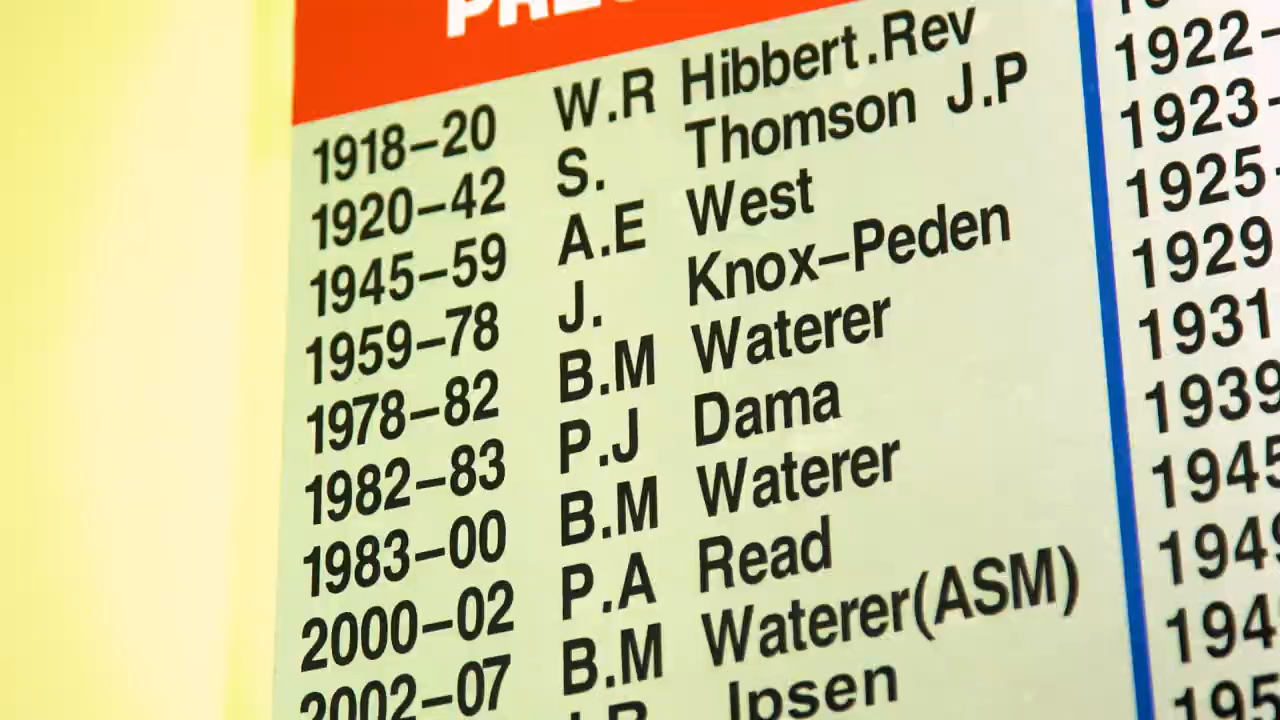 1918–20 W.R Hibbert.Rev
1920–42 S. Thomson J.P
1945–59 A.E West
1959–78 J. Knox–Peden
1978–82 B.M Waterer
1982–83 P.J Dama
1983–00 B.M Waterer
2000–02 P.A Read
2002–07 B.M Waterer(ASM)
Ipsen
1922–
1923–
1925–
1929
1931
1939
1945